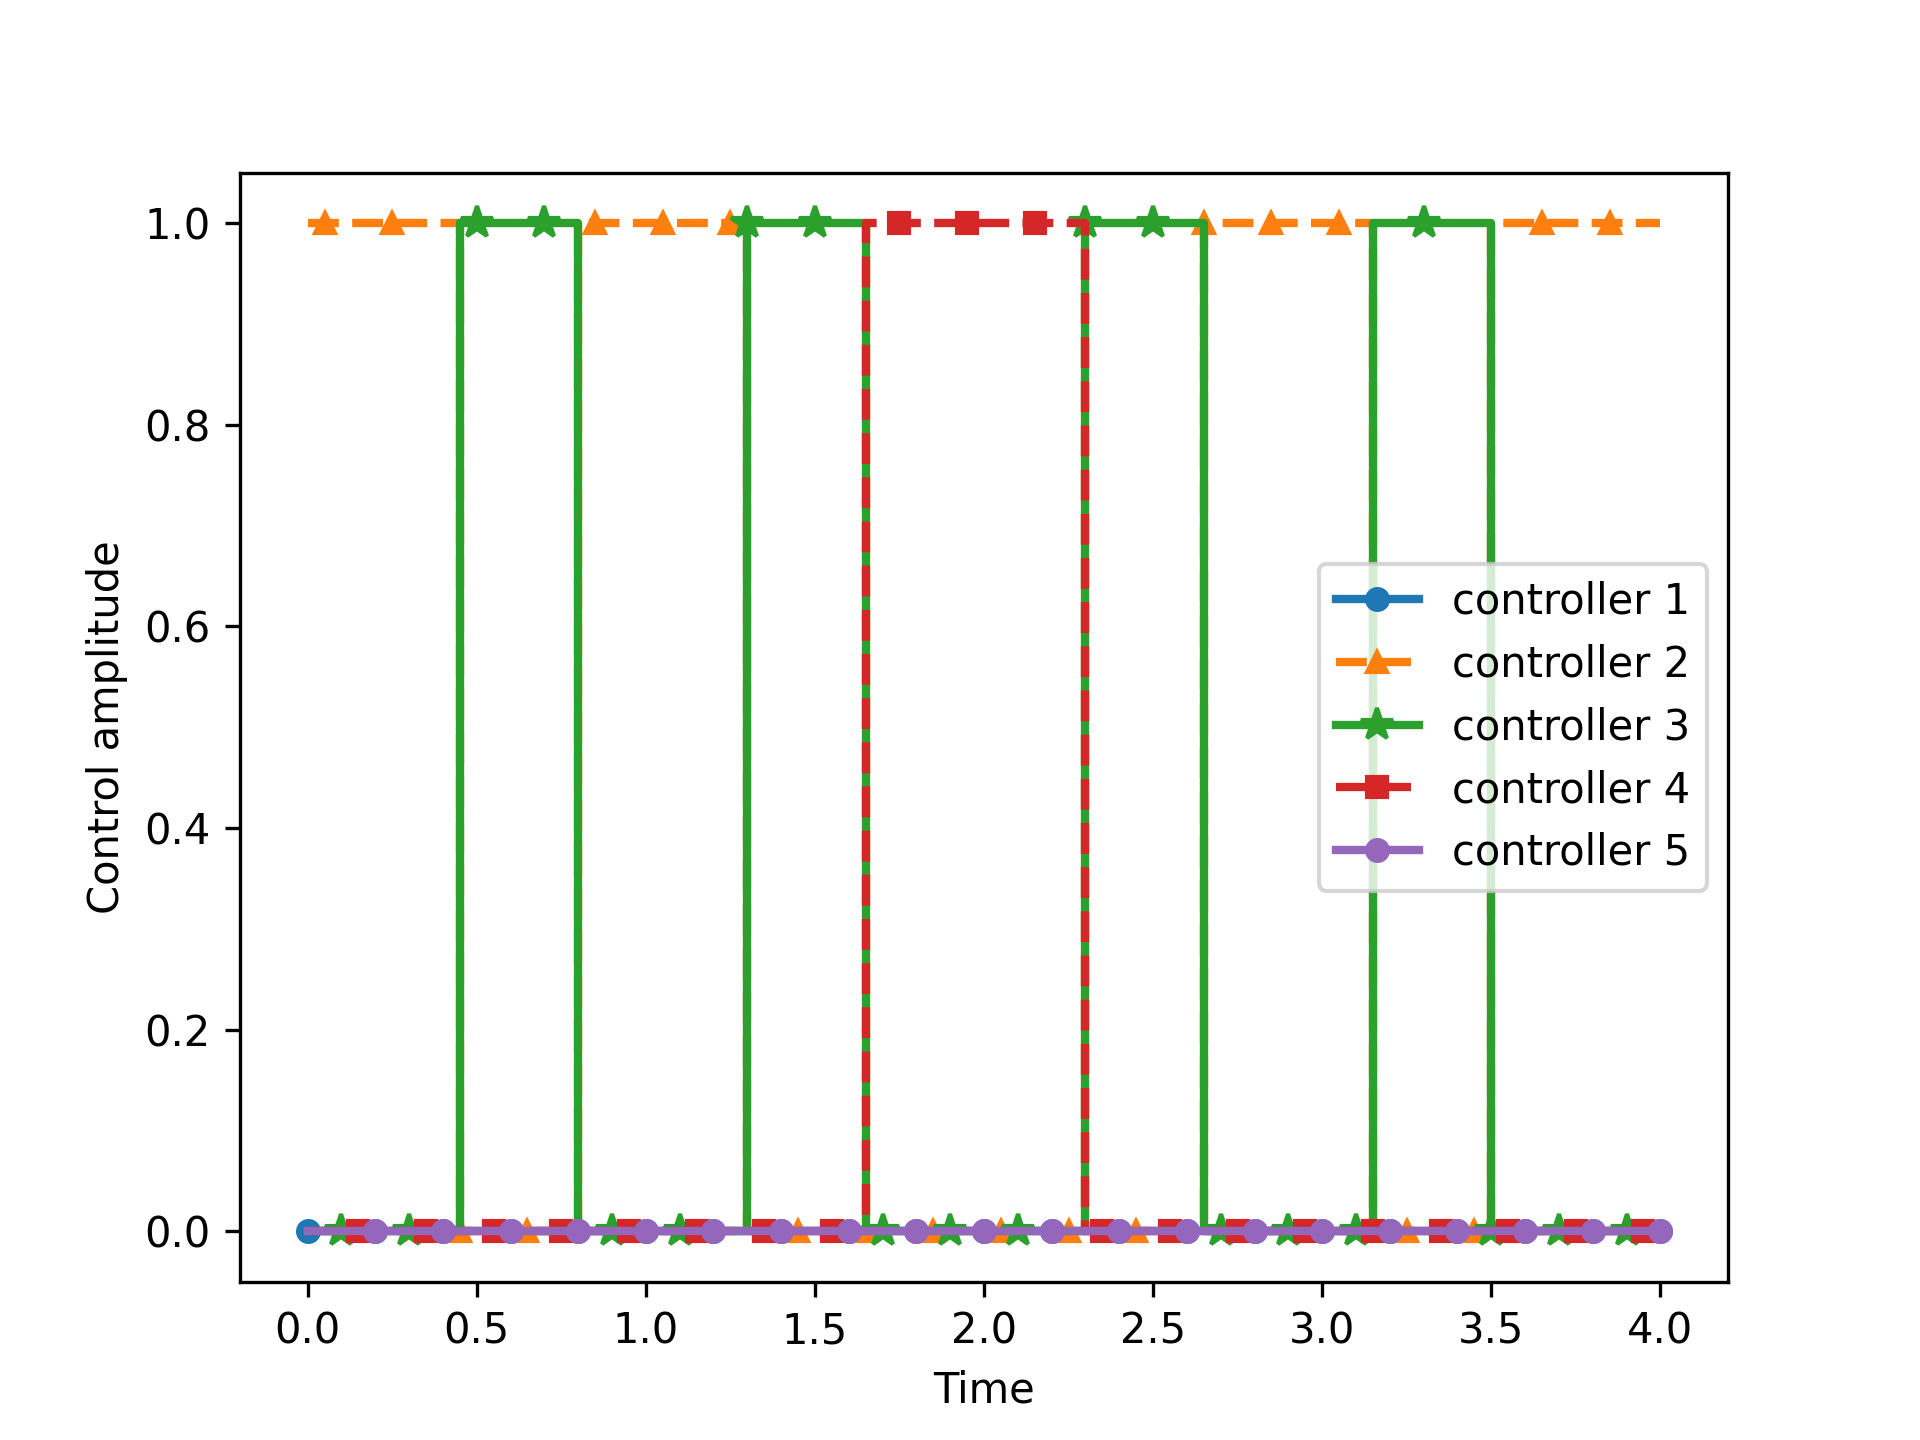 1.0
0.8
0.6
0.4
0.2
0.0
Control amplitude
controller 1
controller 2
controller 3
controller 4
controller 5
0.0 0.5 1.0 1.5 2.0 2.5 3.0 3.5 4.0
Time